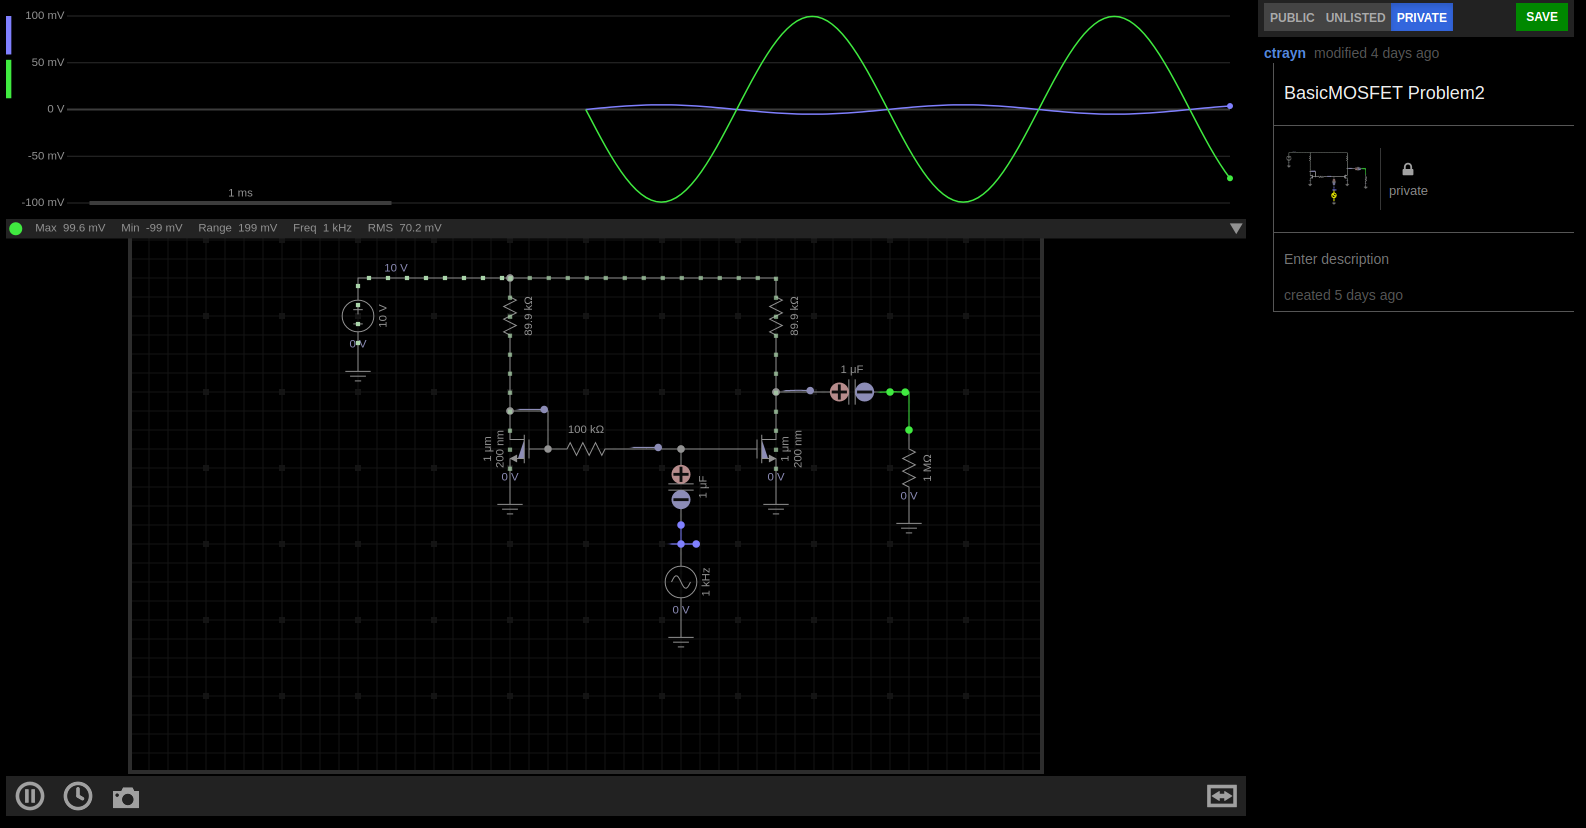 100 mV
50 mV
0 V
-50 mV
-100 mV
1 ms
Max 99.6 mV Min -99 mV Range 199 mV Freq 1 kHz RMS 70.2 mV
10 V
10 V
0 V
89.9 kΩ
89.9 kΩ
1 µF
100 kΩ
1 µm
200 nm
0 V
1 µm
200 nm
0 V
1 µF
1 MΩ
0 V
1 kHz
0 V
PUBLIC UNLISTED PRIVATE SAVE
ctrayn modified 4 days ago
BasicMOSFET Problem2
private
Enter description
created 5 days ago